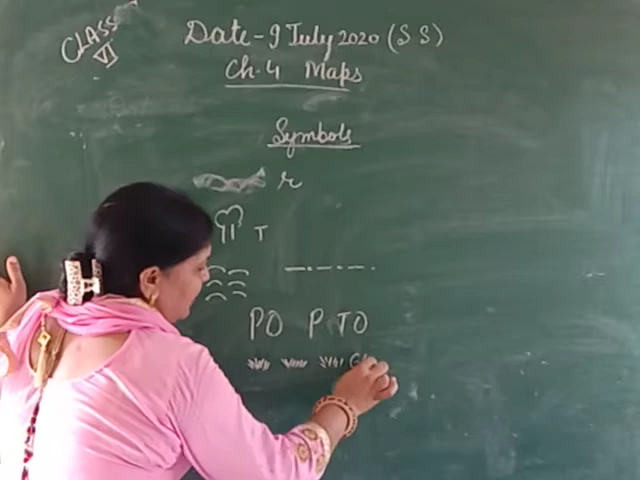 CLASS VI
Date - 9 July 2020 (S S)
Ch. 4 Maps
Symbols
r
T
PO P TO
G